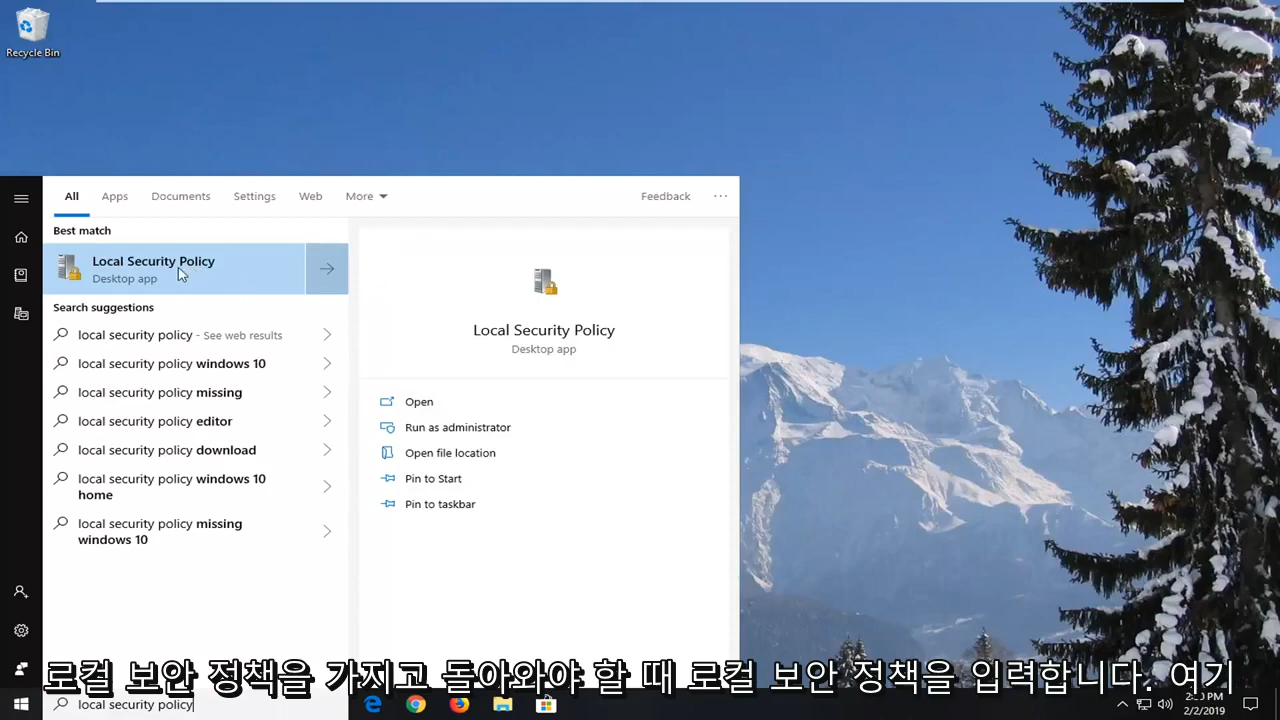 Recycle Bin
All
Apps
Documents
Settings
Web
More
Feedback
Best match
Local Security Policy
Desktop app
Search suggestions
local security policy - See web results
local security policy windows 10
local security policy missing
local security policy editor
local security policy download
local security policy windows 10
home
local security policy missing
windows 10
Local Security Policy
Desktop app
Open
Run as administrator
Open file location
Pin to Start
Pin to taskbar
로컬 보안 정책을 가지고 돌아와야 할 때 로컬 보안 정책을 입력합니다. 여기
local security policy
PM
2/2/2019